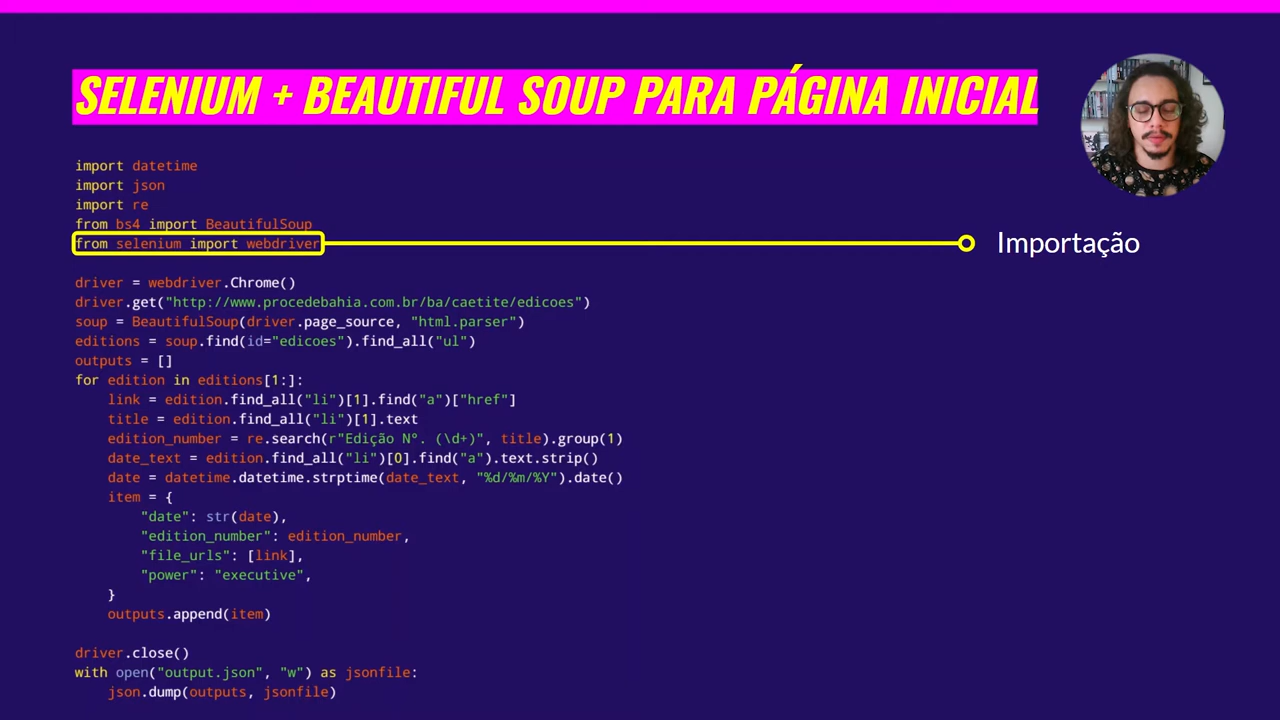 SELENIUM + BEAUTIFUL SOUP PARA PÁGINA INICIAL
import datetime
import json
import re
from bs4 import BeautifulSoup
from selenium import webdriver
Importação
driver = webdriver.Chrome()
driver.get("http://www.procedebahia.com.br/ba/caetite/edicoes")
soup = BeautifulSoup(driver.page_source, "html.parser")
editions = soup.find(id="edicoes").find_all("ul")
outputs = []
for edition in editions[1:]:
    link = edition.find_all("li")[1].find("a")["href"]
    title = edition.find_all("li")[1].text
    edition_number = re.search(r"Edição Nº. (\d+)", title).group(1)
    date_text = edition.find_all("li")[0].find("a").text.strip()
    date = datetime.datetime.strptime(date_text, "%d/%m/%Y").date()
    item = {
        "date": str(date),
        "edition_number": edition_number,
        "file_urls": [link],
        "power": "executive",
    }
    outputs.append(item)
driver.close()
with open("output.json", "w") as jsonfile:
    json.dump(outputs, jsonfile)